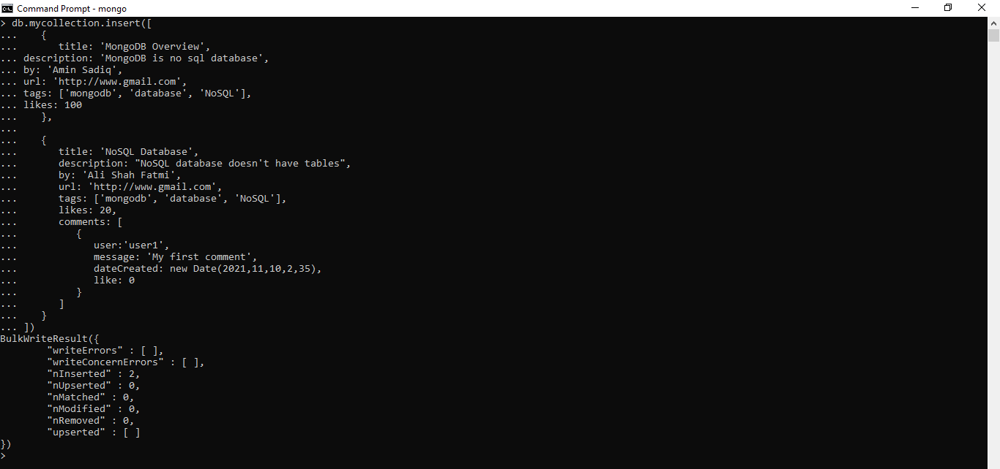 Command Prompt - mongo
> db.mycollection.insert([
...    {
...       title: 'MongoDB Overview',
... description: 'MongoDB is no sql database',
... by: 'Amin Sadiq',
... url: 'http://www.gmail.com',
... tags: ['mongodb', 'database', 'NoSQL'],
... likes: 100
...    },
...
...    {
...       title: 'NoSQL Database',
...       description: "NoSQL database doesn't have tables",
...       by: 'Ali Shah Fatmi',
...       url: 'http://www.gmail.com',
...       tags: ['mongodb', 'database', 'NoSQL'],
...       likes: 20,
...       comments: [
...          {
...             user:'user1',
...             message: 'My first comment',
...             dateCreated: new Date(2021,11,10,2,35),
...             like: 0
...          }
...       ]
...    }
... ])
BulkWriteResult({
        "writeErrors" : [ ],
        "writeConcernErrors" : [ ],
        "nInserted" : 2,
        "nUpserted" : 0,
        "nMatched" : 0,
        "nModified" : 0,
        "nRemoved" : 0,
        "upserted" : [ ]
})
>